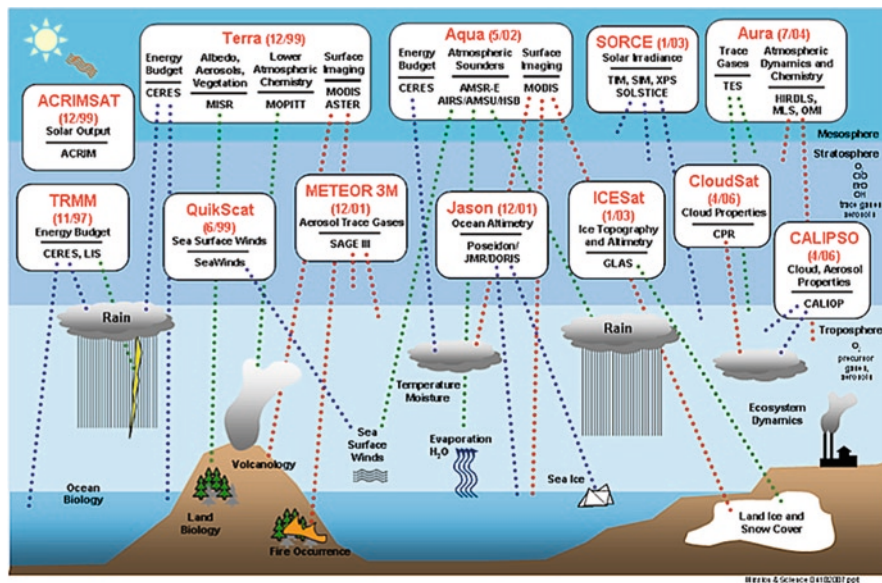 Terra (12/99)
Energy
Budget
CERES
Albedo,
Aerosols,
Vegetation
MISR
Lower
Atmospheric
Chemistry
MOPITT
Surface
Imaging
MODIS
ASTER
Aqua (5/02)
Energy
Budget
CERES
Atmospheric
Sounders
AMSR-E
AIRS/AMSU/HSB
Surface
Imaging
MODIS
SORCE (1/03)
Solar Irradiance
TIM, SIM, XPS
SOLSTICE
Aura (7/04)
Trace
Gases
TES
Atmospheric
Dynamics and
Chemistry
HIRDLS,
MLS, OMI
ACRIMSAT
(12/99)
Solar Output
ACRIM
Mesosphere
Stratosphere
trace gases
aerosols
TRMM
(11/97)
Energy Budget
CERES, LIS
QuikScat
(6/99)
Sea Surface Winds
SeaWinds
METEOR 3M
(12/01)
Aerosol Trace Gases
SAGE III
Jason (12/01)
Ocean Altimetry
Poseidon/
JMR/DORIS
ICESat
(1/03)
Ice Topography
and Altimetry
GLAS
CloudSat
(4/06)
Cloud Properties
CPR
CALIPSO
(4/06)
Cloud, Aerosol
Properties
CALIOP
Troposphere
precursor
gases,
aerosols
Rain
Rain
Temperature
Moisture
Ecosystem
Dynamics
Sea
Surface
Winds
Evaporation
H2O
Volcanology
Sea Ice
Ocean
Biology
Land
Biology
Fire Occurrence
Land Ice and
Snow Cover